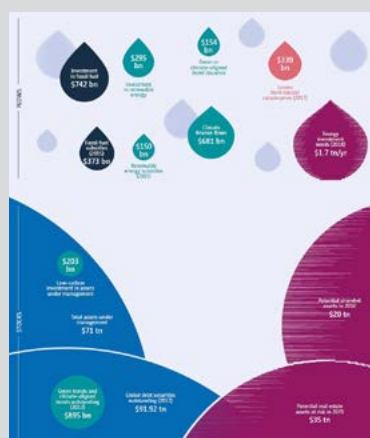 FLOWS
Investment
in fossil fuel
$742 bn
$295
bn
Investment
in renewable
energy
$154
bn
Green or
climate-aligned
bond issuance
$330
bn
Losses
from natural
catastrophes (2017)
Fossil fuel
subsidies
(2015)
$373 bn
$150
bn
Renewable
energy subsidies
(2015)
Climate
finance flows
$681 bn
Energy
investment
needs
$1.7 tn/yr
STOCKS
$203
bn
Low-carbon
investment in assets
under management
Total assets under
management
$71 tn
Potential stranded
assets in 2050
$20 tn
Green bonds and
climate-aligned
bonds outstanding
(2017)
$895 bn
Global debt securities
outstanding (2017)
$91.92 tn
Potential real estate
assets at risk in 2070
$35 tn